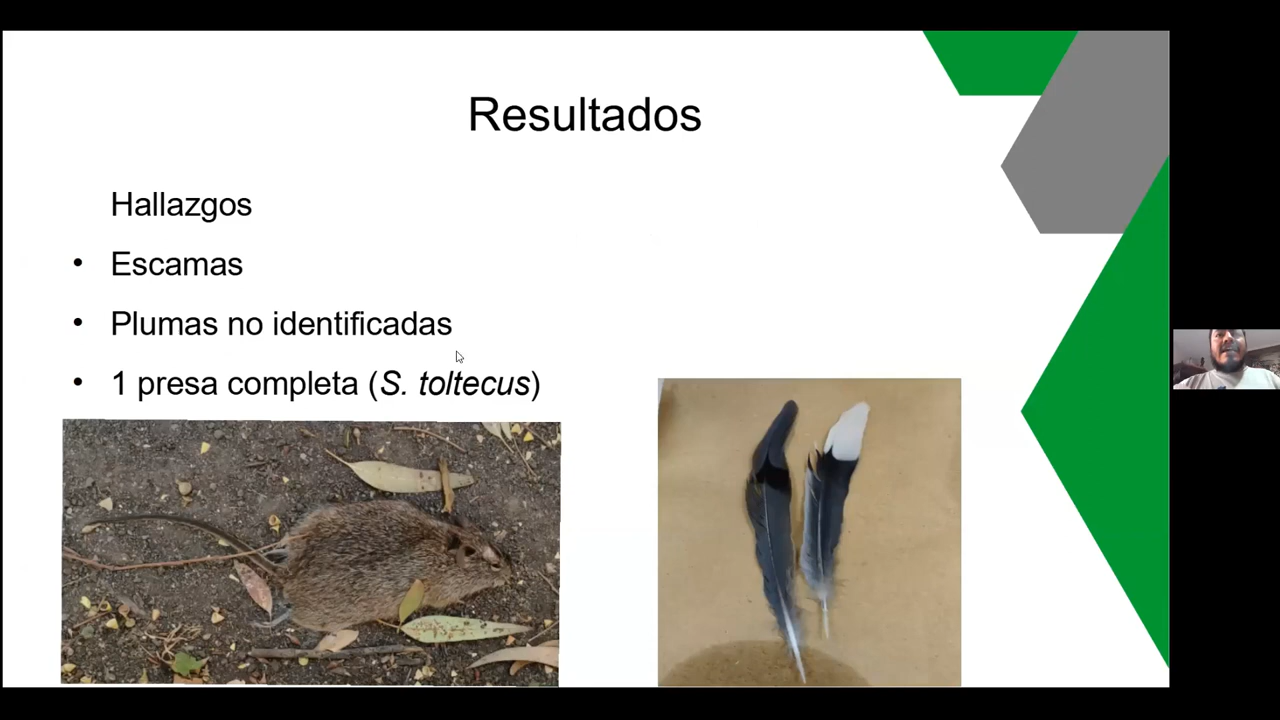 Resultados
Hallazgos
• Escamas
• Plumas no identificadas
• 1 presa completa (S. toltecus)